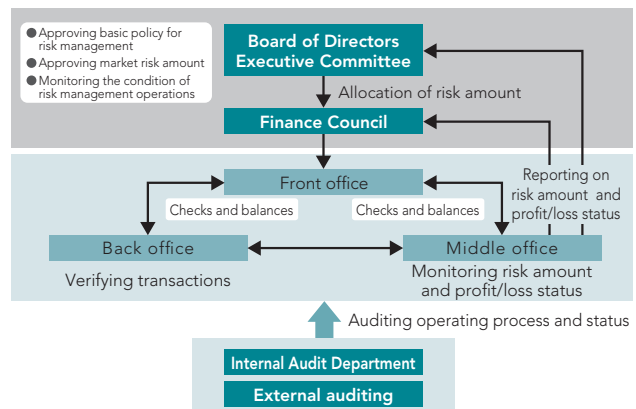 ● Approving basic policy for
risk management
● Approving market risk amount
● Monitoring the condition of
risk management operations
Board of Directors
Executive Committee
Allocation of risk amount
Finance Council
Front office
Reporting on
risk amount and
profit/loss status
Checks and balances
Checks and balances
Back office
Middle office
Verifying transactions
Monitoring risk amount
and profit/loss status
Auditing operating process and status
Internal Audit Department
External auditing